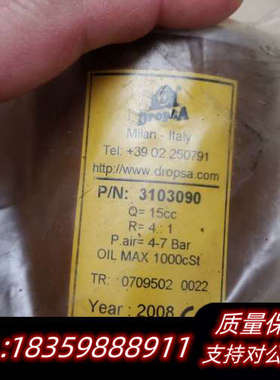 DropsA
Milan - Italy
Tel: +39 02 250791
http://www.dropsa.com
P/N: 3103090
Q= 15cc
R= 4:1
P.air= 4-7 Bar
OIL MAX 1000cSt
TR: 0709502 0022
Year: 2008 C
质量保
:18359888911
支持对公